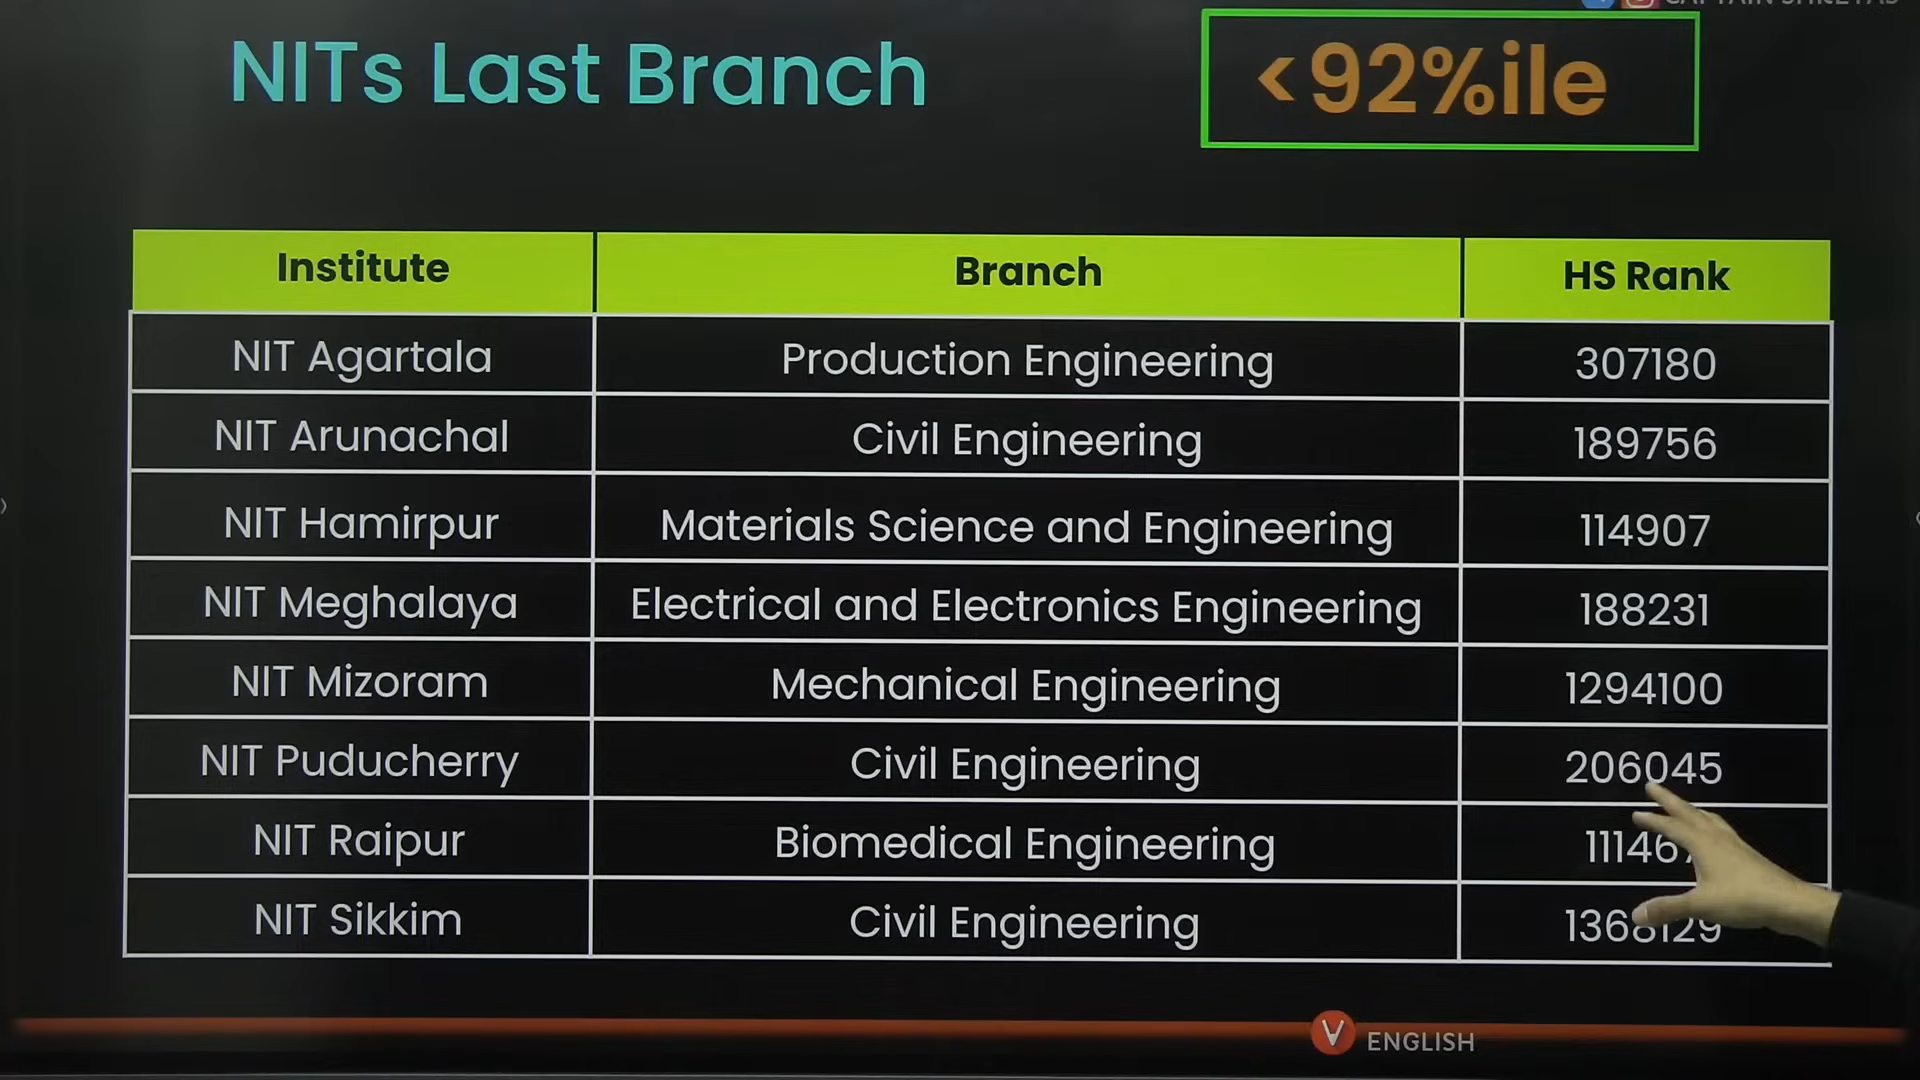 NITs Last Branch
<92%ile
Institute Branch HS Rank
NIT Agartala Production Engineering 307180
NIT Arunachal Civil Engineering 189756
NIT Hamirpur Materials Science and Engineering 114907
NIT Meghalaya Electrical and Electronics Engineering 188231
NIT Mizoram Mechanical Engineering 1294100
NIT Puducherry Civil Engineering 206045
NIT Raipur Biomedical Engineering
NIT Sikkim Civil Engineering 1368129
V ENGLISH